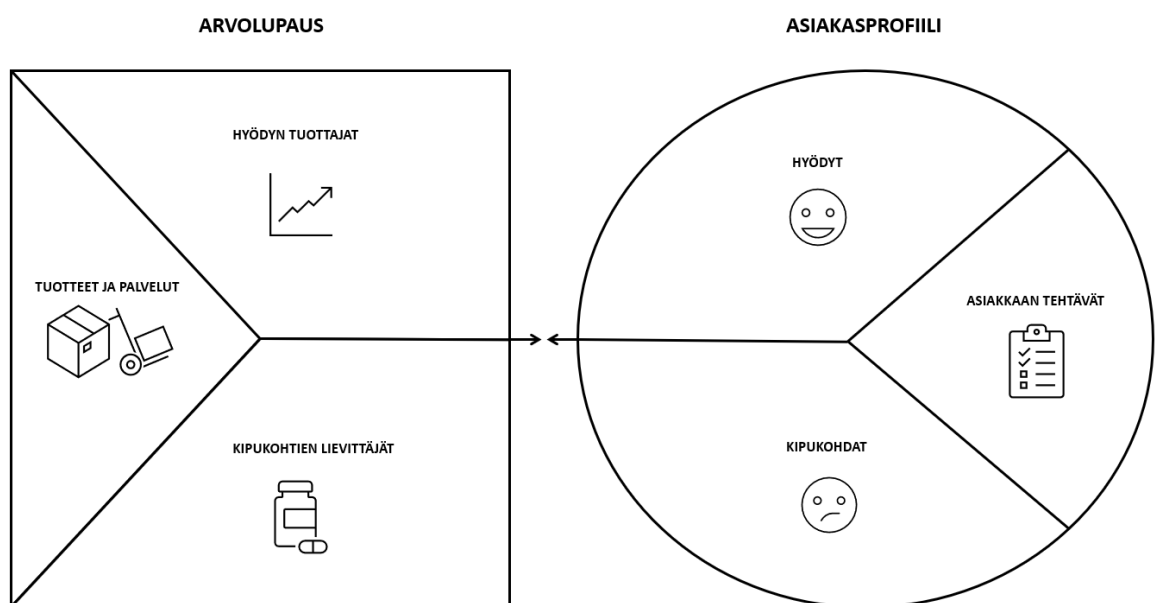 ARVOLUPAUS
ASIAKASPROFIILI
HYÖDYN TUOTTAJAT
HYÖDYT
TUOTTEET JA PALVELUT
ASIAKKAAN TEHTÄVÄT
KIPUKOHTIEN LIEVITTÄJÄT
KIPUKOHDAT